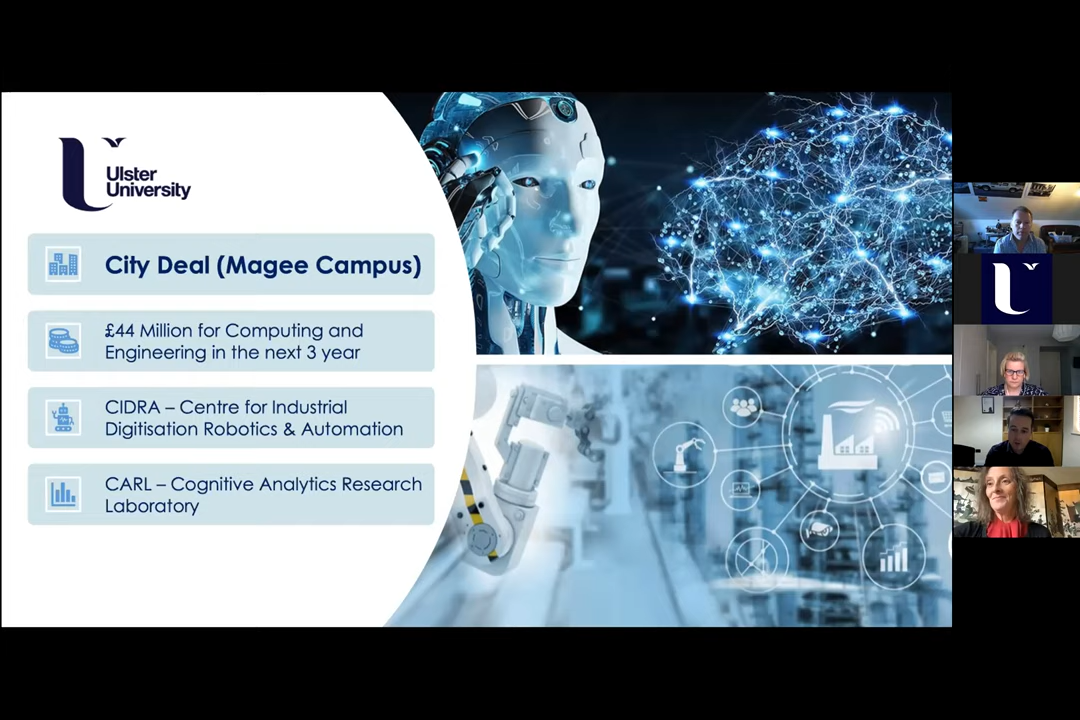 Ulster
University
City Deal (Magee Campus)
£44 Million for Computing and
Engineering in the next 3 year
CIDRA – Centre for Industrial
Digitisation Robotics & Automation
CARL – Cognitive Analytics Research
Laboratory